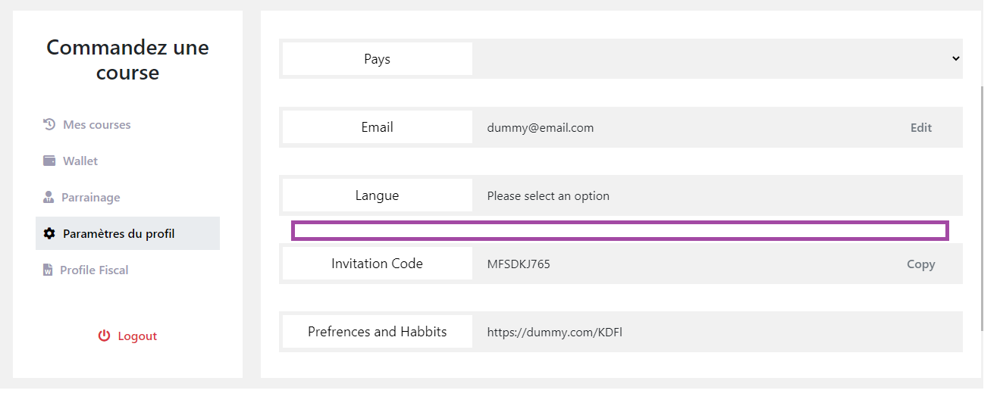 Commandez une
course
Mes courses
Wallet
Parrainage
Paramètres du profil
Profile Fiscal
Logout
Pays
Email dummy@email.com Edit
Langue Please select an option
Invitation Code MFSDKJ765 Copy
Prefrences and Habbits https://dummy.com/KDFl